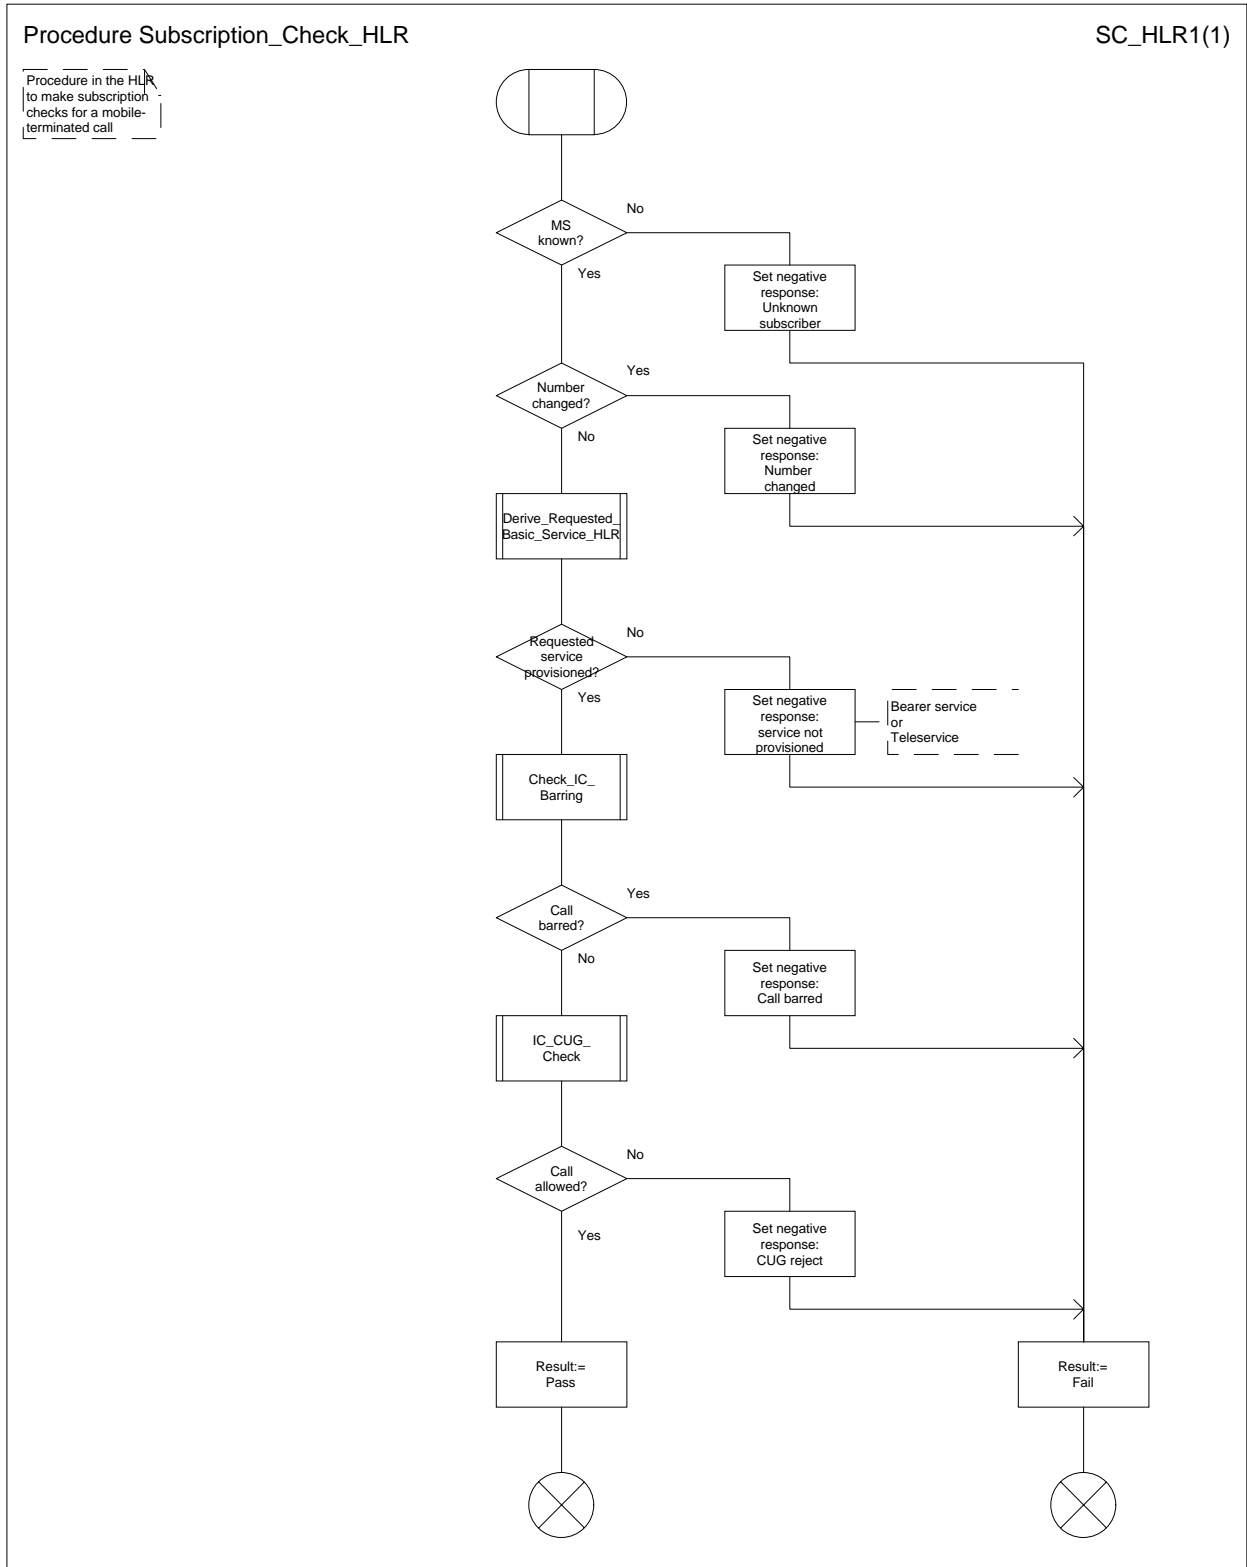 Procedure Subscription_Check_HLR
SC_HLR1(1)
Procedure in the HLR
to make subscription
checks for a mobile-
terminated call
MS
known?
No
Yes
Set negative
response:
Unknown
subscriber
Number
changed?
Yes
No
Set negative
response:
Number
changed
Derive_Requested_
Basic_Service_HLR
Requested
service
provisioned?
No
Yes
Set negative
response:
service not
provisioned
Bearer service
or
Teleservice
Check_IC_
Barring
Call
barred?
Yes
No
Set negative
response:
Call barred
IC_CUG_
Check
Call
allowed?
No
Yes
Set negative
response:
CUG reject
Result:=
Pass
Result:=
Fail